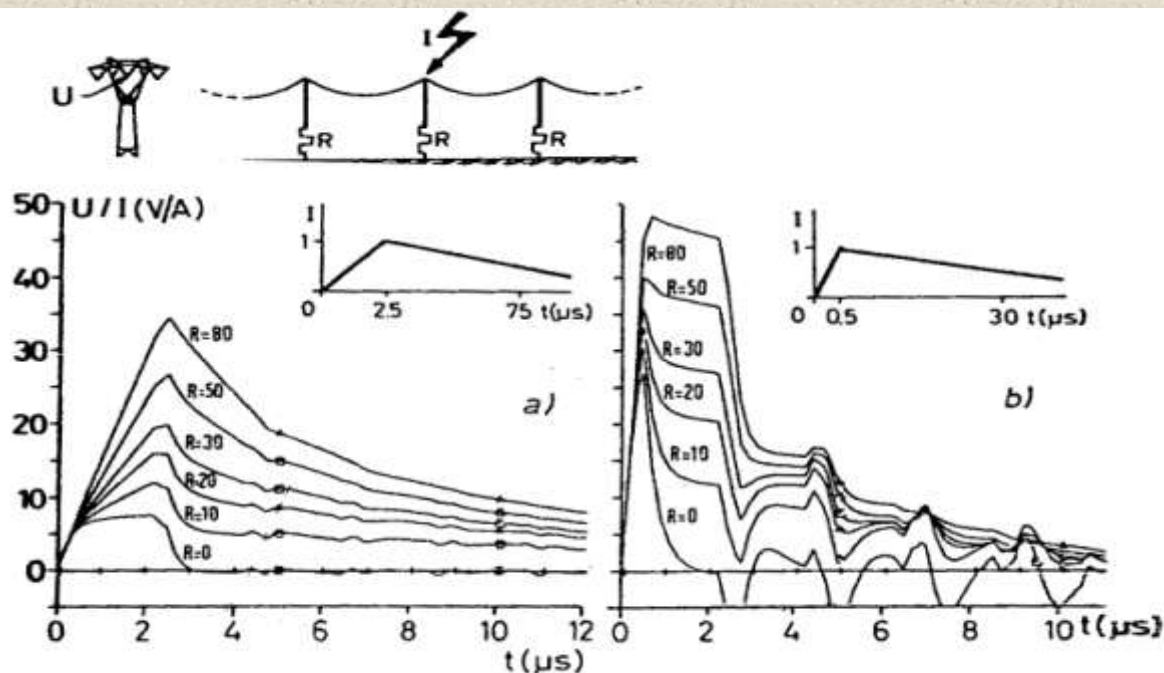 I
U
R R R
50 U / I (V/A)
I
1
0 2.5 75 t(µs)
I
1
0 0.5 30 t(µs)
40
30
20
10
0
R=80
R=50
R=30
R=20
R=10
R=0
a)
R=80
R=50
R=30
R=20
R=10
R=0
b)
0 2 4 6 8 10 12
t(µs)
0 2 4 6 8 10 t(µs)